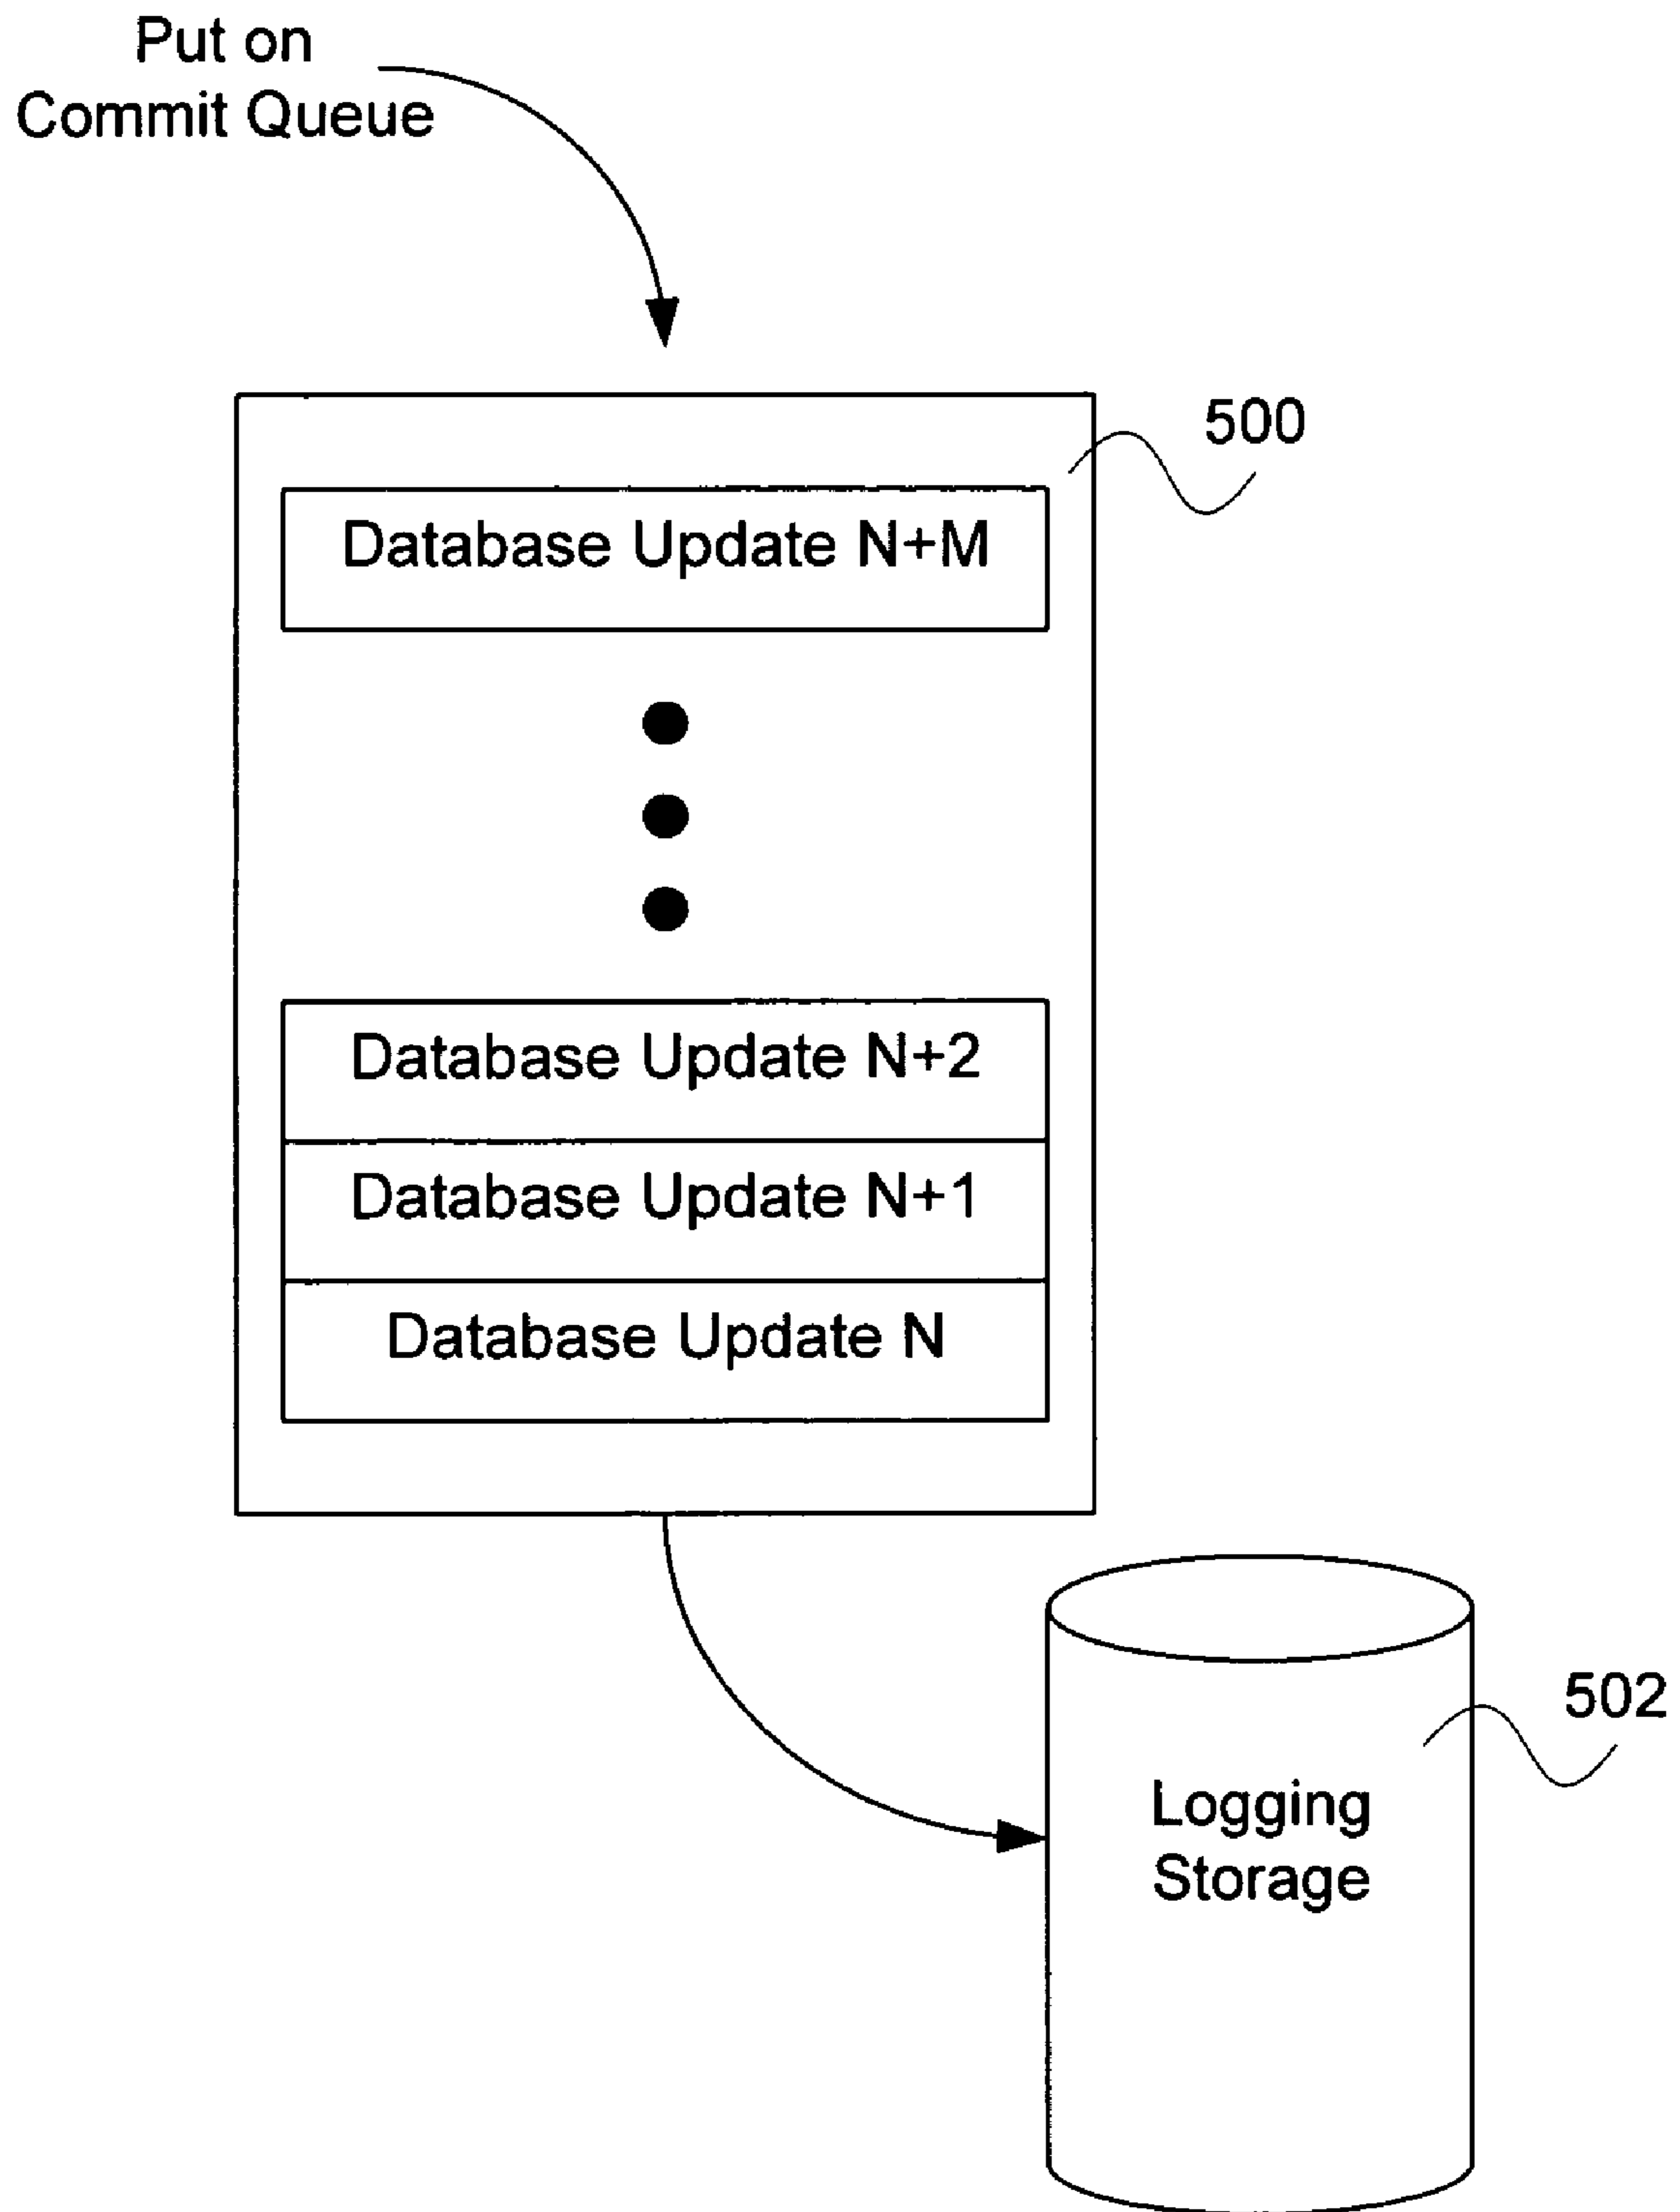 Put on
Commit Queue
500
Database Update N+M
Database Update N+2
Database Update N+1
Database Update N
502
Logging
Storage